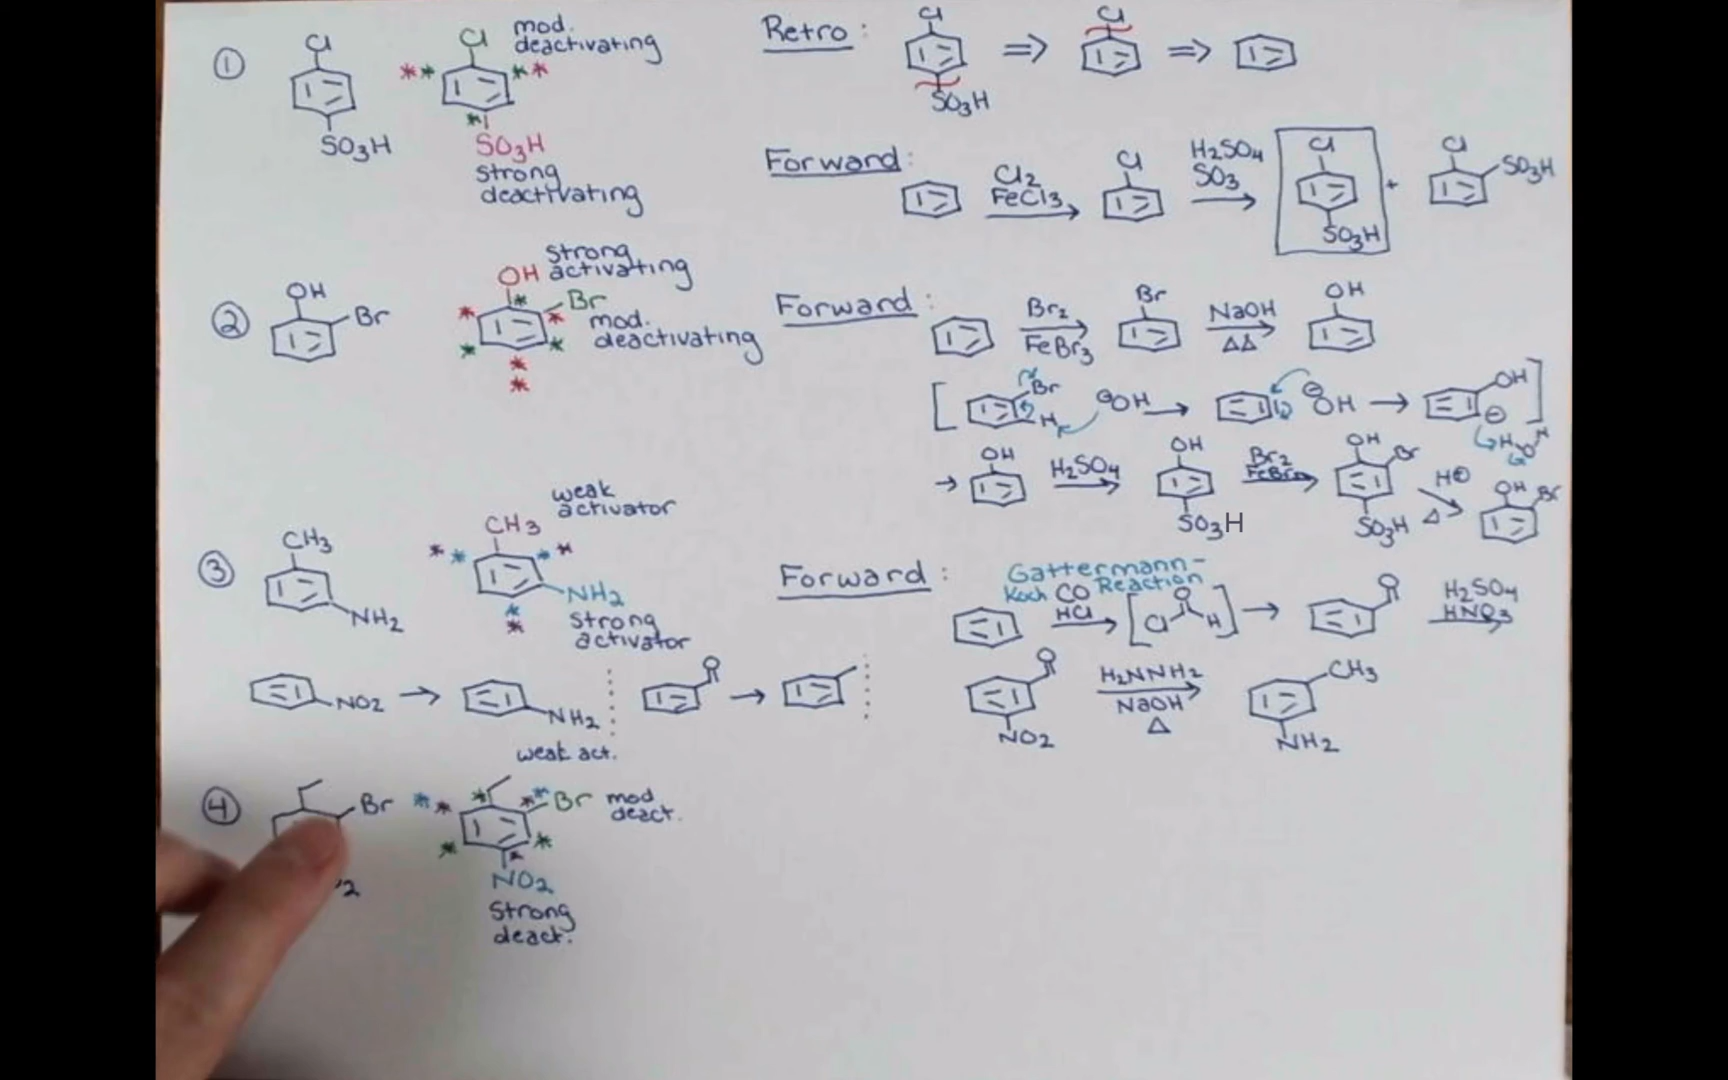 ① Cl
SO3H
Cl mod.
deactivating
** **
*
SO3H
strong
deactivating
Retro : Cl SO3H ⇒ Cl ⇒
Forward : Cl2
FeCl3 → Cl H2SO4
SO3 → Cl SO3H + Cl SO3H
② OH Br
strong
OH activating
* Br
* *
mod.
deactivating
* *
*
*
Forward : Br2
FeBr3 → Br NaOH
ΔΔ → OH
[ Br H ⊖OH → ⊖OH → OH ⊖ ]
H O H
→ OH H2SO4 → OH SO3H Br2
FeBr3 → OH Br SO3H H⊕
Δ → OH Br
③ CH3
NH2
weak
activator
CH3
* * * *
NH2
*
*
strong
activator
Forward : Gattermann-
Koch Reaction
CO
HCl → [ O Cl H ] → O H2SO4
HNO3 →
NO2 → NH2 O →
O NO2 H2NNH2
NaOH
Δ → CH3
NH2
weak act.
④ Br
2
* * * * * Br mod
deact.
* *
*
NO2
strong
deact.